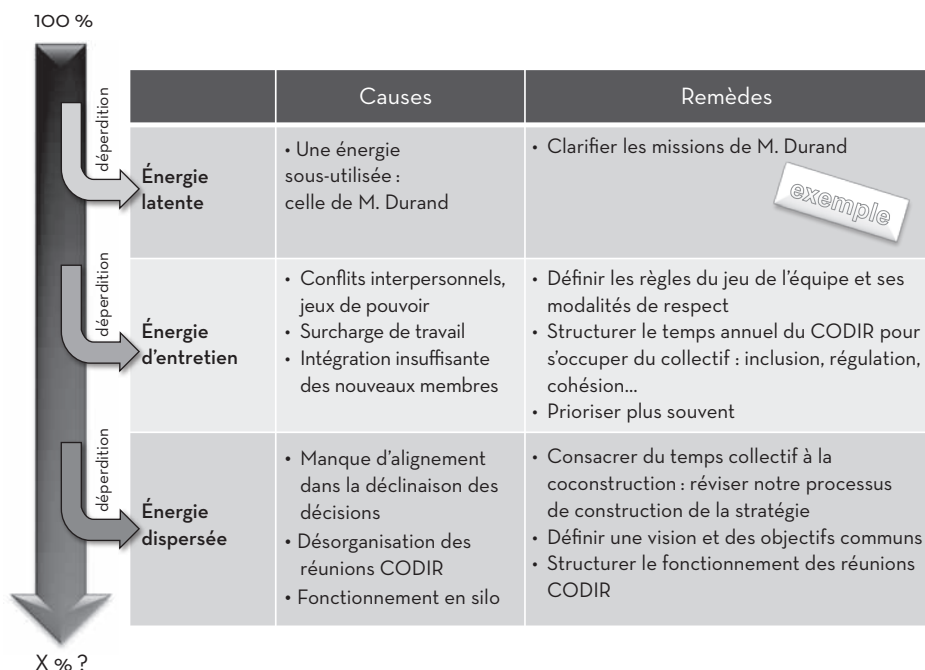 100 %
déperdition
Causes
Remèdes
Énergie
latente
• Une énergie
sous-utilisée :
celle de M. Durand
• Clarifier les missions de M. Durand
exemple
déperdition
Énergie
d'entretien
• Conflits interpersonnels,
jeux de pouvoir
• Surcharge de travail
• Intégration insuffisante
des nouveaux membres
• Définir les règles du jeu de l'équipe et ses
modalités de respect
• Structurer le temps annuel du CODIR pour
s'occuper du collectif : inclusion, régulation,
cohésion...
• Prioriser plus souvent
déperdition
Énergie
dispersée
• Manque d'alignement
dans la déclinaison des
décisions
• Désorganisation des
réunions CODIR
• Fonctionnement en silo
• Consacrer du temps collectif à la
coconstruction : réviser notre processus
de construction de la stratégie
• Définir une vision et des objectifs communs
• Structurer le fonctionnement des réunions
CODIR
X % ?